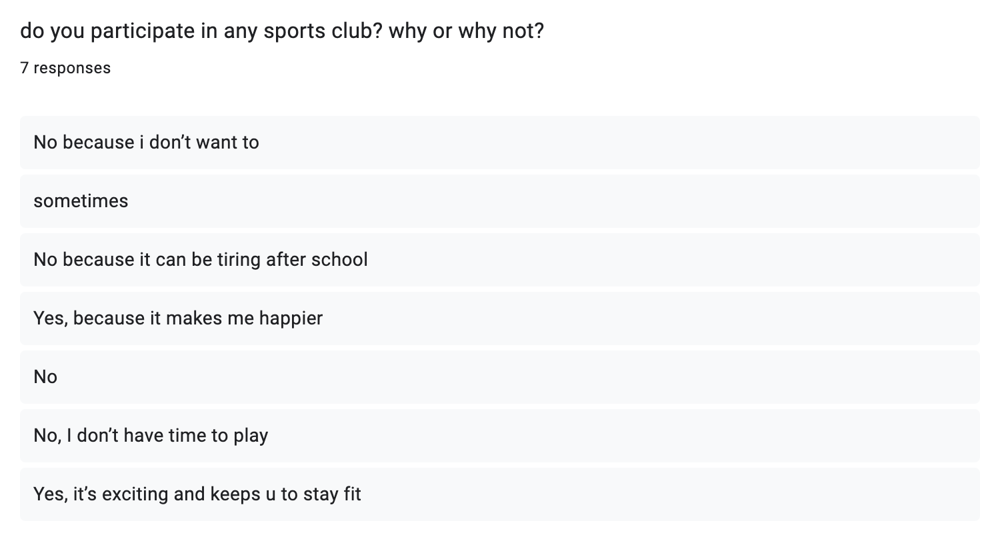 do you participate in any sports club? why or why not?
7 responses
No because i don’t want to
sometimes
No because it can be tiring after school
Yes, because it makes me happier
No
No, I don’t have time to play
Yes, it’s exciting and keeps u to stay fit